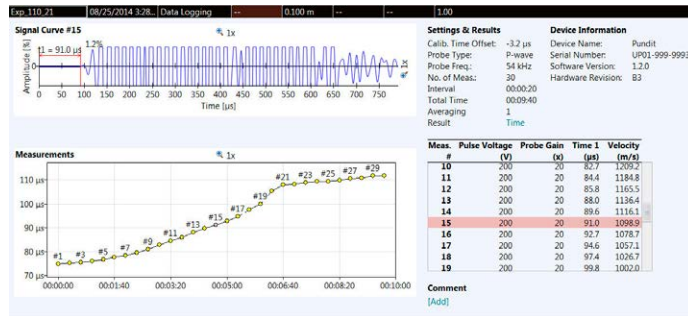 Exp_110_21 08/25/2014 3:28... Data Logging -- 0.100 m -- -- 1.00
Signal Curve #15
1x
t1 = 91.0 µs
1.2%
Amplitude [%]
0
0 50 100 150 200 250 300 350 400 450 500 550 600 650 700 750
Time [µs]
1x
Settings & Results
Calib. Time Offset: -3.2 µs
Probe Type: P-wave
Probe Freq.: 54 kHz
No. of Meas.: 30
Interval 00:00:20
Total Time 00:09:40
Averaging 1
Result Time
Device Information
Device Name: Pundit
Serial Number: UP01-999-9993
Software Version: 1.2.0
Hardware Revision: B3
Measurements
1x
110 µs
100 µs
90 µs
80 µs
70 µs
#1 #3 #5 #7 #9 #11 #13 #15 #17 #19 #21 #23 #25 #27 #29
00:00:00 00:01:40 00:03:20 00:05:00 00:06:40 00:08:20 00:10:00
Meas. Pulse Voltage Probe Gain Time 1 Velocity
# (V) (x) (µs) (m/s)
10 200 20 82.7 1209.2
11 200 20 84.4 1184.8
12 200 20 85.8 1165.5
13 200 20 88.0 1136.4
14 200 20 89.6 1116.1
15 200 20 91.0 1098.9
16 200 20 92.7 1078.7
17 200 20 94.6 1057.1
18 200 20 97.4 1026.7
19 200 20 99.8 1002.0
Comment
[Add]